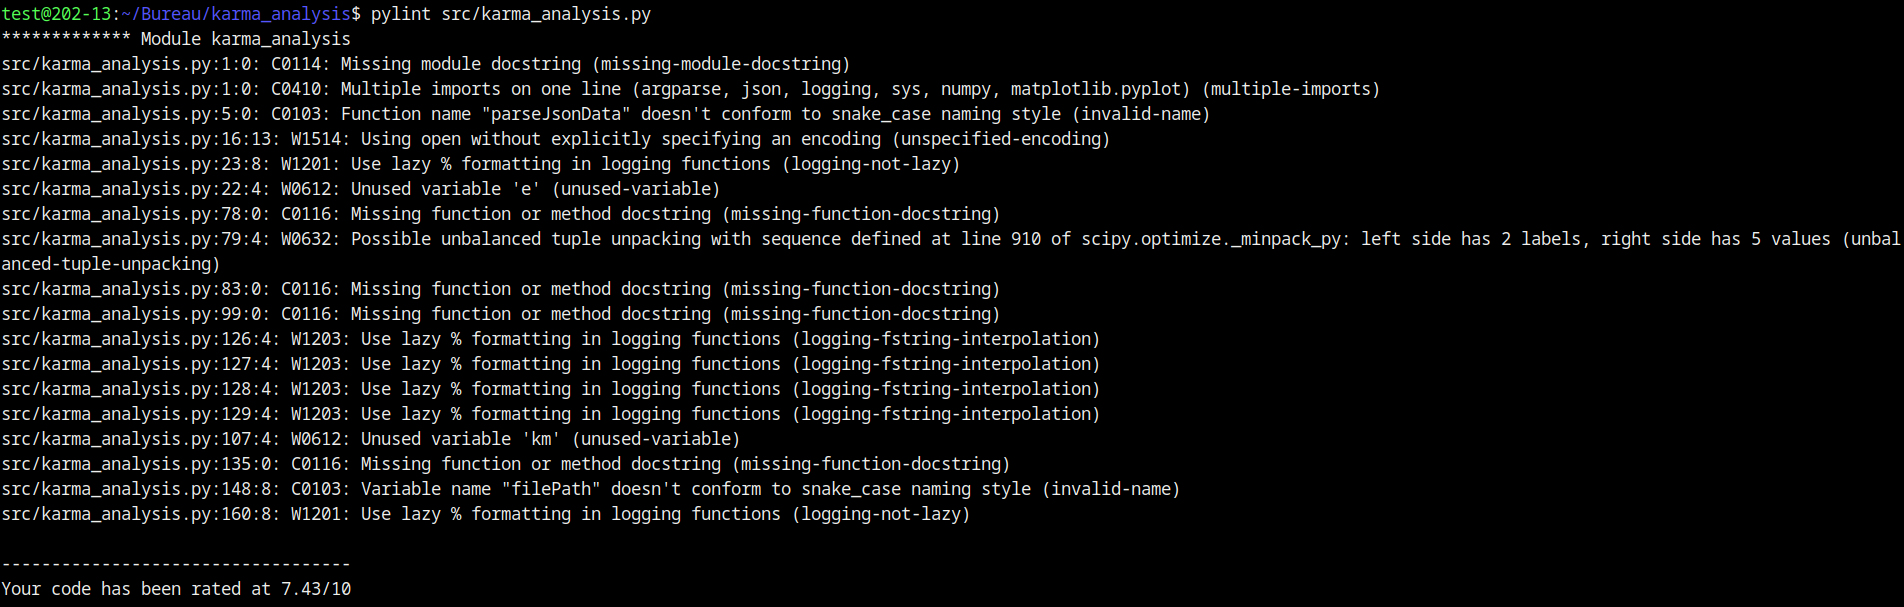 test@202-13:~/Bureau/karma_analysis$ pylint src/karma_analysis.py
************* Module karma_analysis
src/karma_analysis.py:1:0: C0114: Missing module docstring (missing-module-docstring)
src/karma_analysis.py:1:0: C0410: Multiple imports on one line (argparse, json, logging, sys, numpy, matplotlib.pyplot) (multiple-imports)
src/karma_analysis.py:5:0: C0103: Function name "parseJsonData" doesn't conform to snake_case naming style (invalid-name)
src/karma_analysis.py:16:13: W1514: Using open without explicitly specifying an encoding (unspecified-encoding)
src/karma_analysis.py:23:8: W1201: Use lazy % formatting in logging functions (logging-not-lazy)
src/karma_analysis.py:22:4: W0612: Unused variable 'e' (unused-variable)
src/karma_analysis.py:78:0: C0116: Missing function or method docstring (missing-function-docstring)
src/karma_analysis.py:79:4: W0632: Possible unbalanced tuple unpacking with sequence defined at line 910 of scipy.optimize._minpack_py: left side has 2 labels, right side has 5 values (unbal
anced-tuple-unpacking)
src/karma_analysis.py:83:0: C0116: Missing function or method docstring (missing-function-docstring)
src/karma_analysis.py:99:0: C0116: Missing function or method docstring (missing-function-docstring)
src/karma_analysis.py:126:4: W1203: Use lazy % formatting in logging functions (logging-fstring-interpolation)
src/karma_analysis.py:127:4: W1203: Use lazy % formatting in logging functions (logging-fstring-interpolation)
src/karma_analysis.py:128:4: W1203: Use lazy % formatting in logging functions (logging-fstring-interpolation)
src/karma_analysis.py:129:4: W1203: Use lazy % formatting in logging functions (logging-fstring-interpolation)
src/karma_analysis.py:107:4: W0612: Unused variable 'km' (unused-variable)
src/karma_analysis.py:135:0: C0116: Missing function or method docstring (missing-function-docstring)
src/karma_analysis.py:148:8: C0103: Variable name "filePath" doesn't conform to snake_case naming style (invalid-name)
src/karma_analysis.py:160:8: W1201: Use lazy % formatting in logging functions (logging-not-lazy)
-----------------------------------
Your code has been rated at 7.43/10